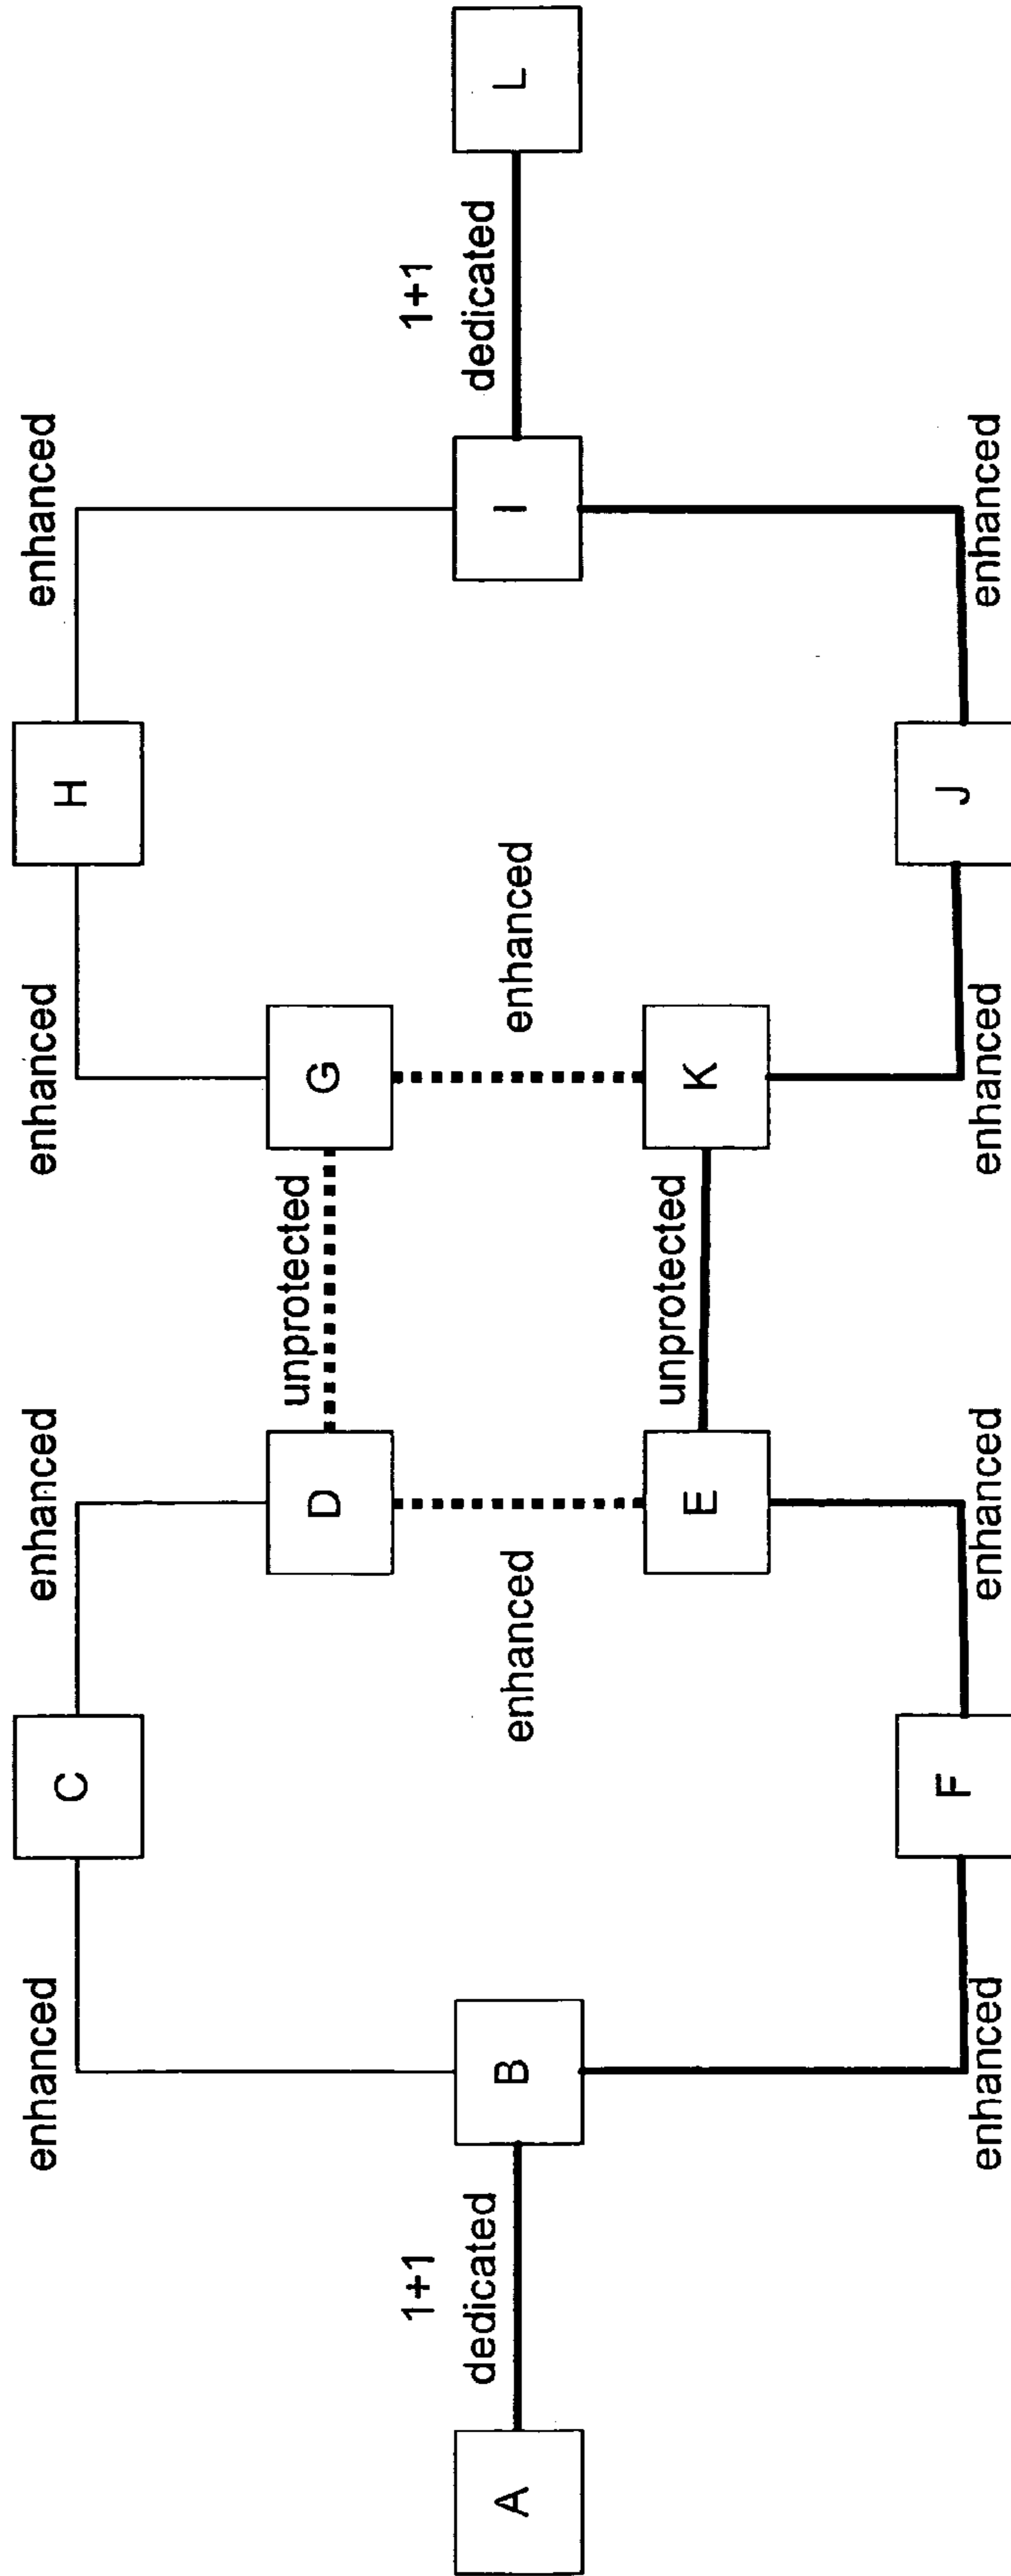 enhanced
enhanced
enhanced
enhanced
C
H
unprotected
D
G
1+1
dedicated
1+1
dedicated
A
B
enhanced
enhanced
I
L
unprotected
E
K
F
J
enhanced
enhanced
enhanced
enhanced